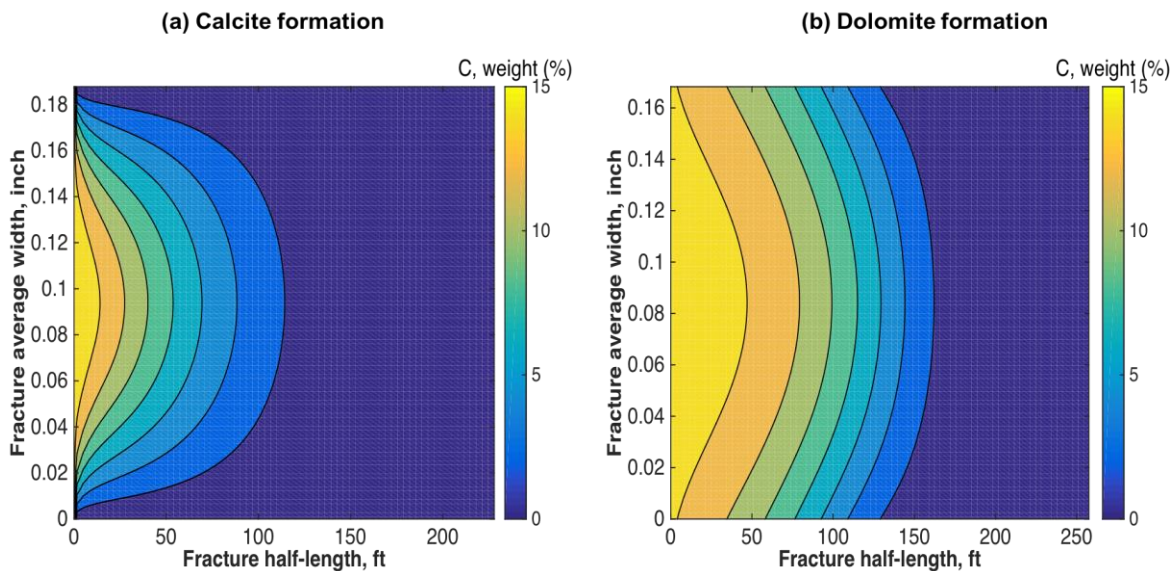 (a) Calcite formation
C, weight (%)
0.18
0.16
0.14
0.12
0.1
0.08
0.06
0.04
0.02
0
Fracture average width, inch
0 50 100 150 200
Fracture half-length, ft
15
10
5
0
(b) Dolomite formation
C, weight (%)
0.16
0.14
0.12
0.1
0.08
0.06
0.04
0.02
0
Fracture average width, inch
0 50 100 150 200 250
Fracture half-length, ft
15
10
5
0